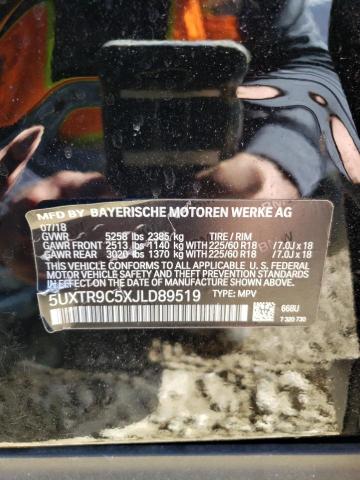 MFD BY BAYERISCHE MOTOREN WERKE AG
07/18
GVWR 5258 lbs 2385/kg TIRE / RIM
GAWR FRONT 2513 lbs 1140 kg WITH 225/60 R18 /7.0J x 18
GAWR REAR 3020 lbs 1370 kg WITH 225/60 R18 /7.0J x 18
THIS VEHICLE CONFORMS TO ALL APPLICABLE FEDERAL
MOTOR VEHICLE SAFETY, BUMPER, AND THEFT PREVENTION
STANDARDS IN EFFECT ON THE DATE OF MANUFACTURE SHOWN ABOVE.
5UXTR9C5XJLD89519 TYPE: MPV
668U
7 320 730